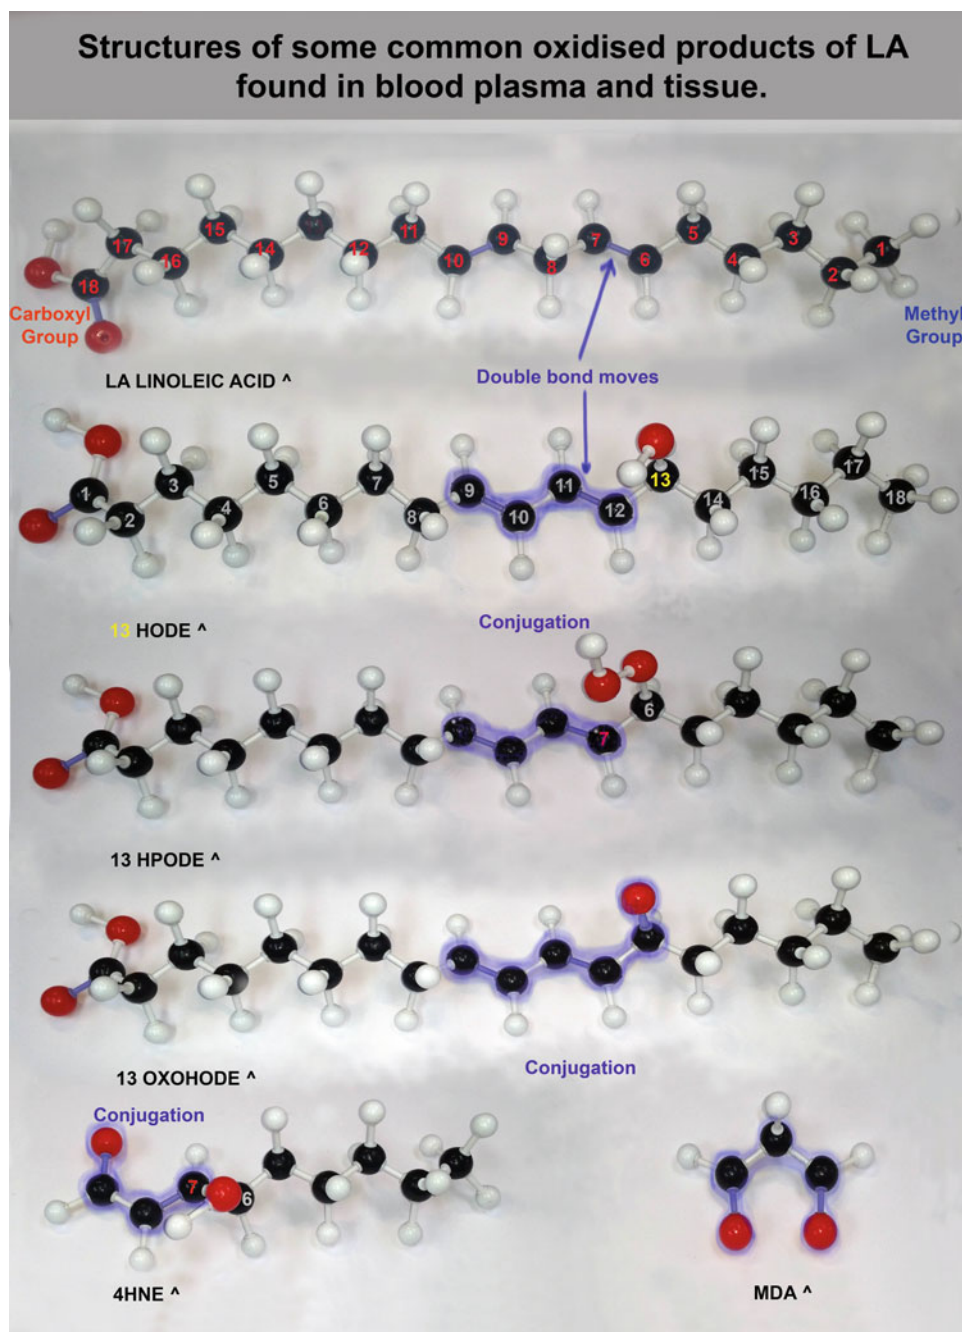 Structures of some common oxidised products of LA
found in blood plasma and tissue.
17
15
11
9
7
5
3
1
18
16
14
12
10
8
6
4
2
Carboxyl
Group
Methyl
Group
Double bond moves
LA LINOLEIC ACID ^
1
2
3
4
5
6
7
8
9
10
11
12
13
14
15
16
17
18
13 HODE ^
Conjugation
6
7
13 HPODE ^
13 OXOHODE ^
Conjugation
Conjugation
7
6
4HNE ^
MDA ^